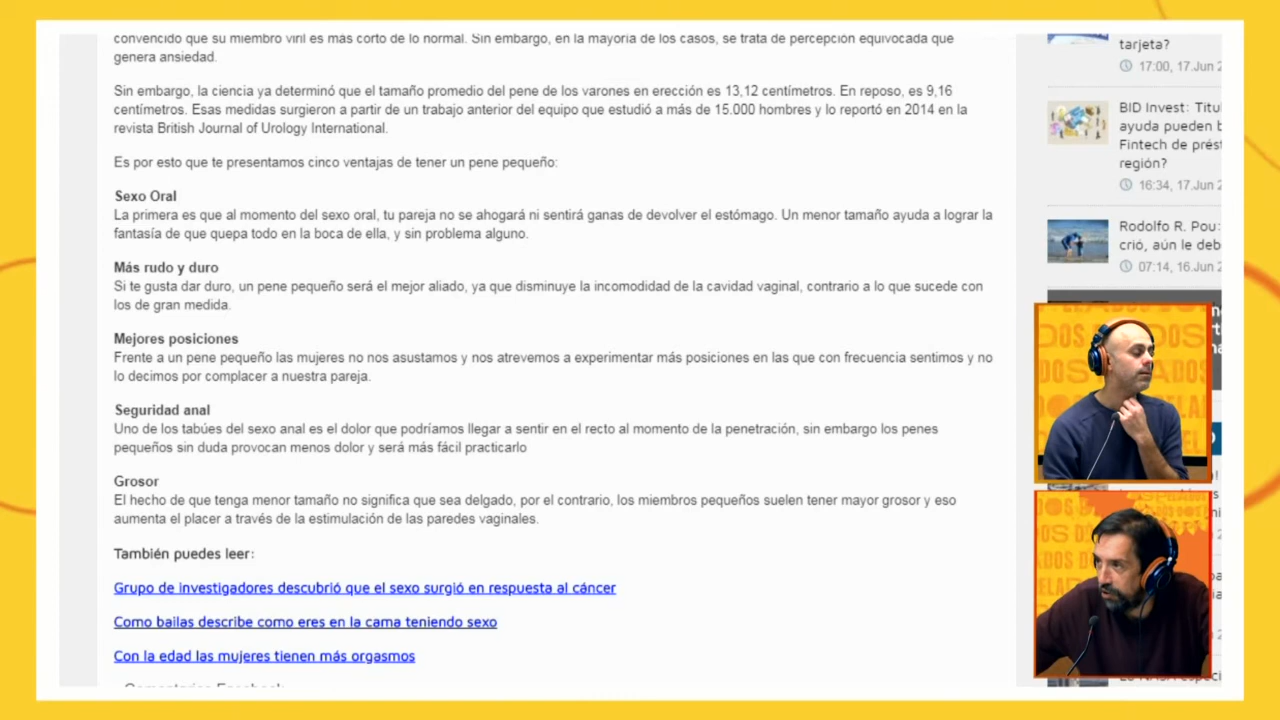 convencido que su miembro viril es más corto de lo normal. Sin embargo, en la mayoría de los casos, se trata de percepción equivocada que
genera ansiedad.
Sin embargo, la ciencia ya determinó que el tamaño promedio del pene de los varones en erección es 13,12 centímetros. En reposo, es 9,16
centímetros. Esas medidas surgieron a partir de un trabajo anterior del equipo que estudió a más de 15.000 hombres y lo reportó en 2014 en la
revista British Journal of Urology International.
Es por esto que te presentamos cinco ventajas de tener un pene pequeño:
Sexo Oral
La primera es que al momento del sexo oral, tu pareja no se ahogará ni sentirá ganas de devolver el estómago. Un menor tamaño ayuda a lograr la
fantasía de que quepa todo en la boca de ella, y sin problema alguno.
Más rudo y duro
Si te gusta dar duro, un pene pequeño será el mejor aliado, ya que disminuye la incomodidad de la cavidad vaginal, contrario a lo que sucede con
los de gran medida.
Mejores posiciones
Frente a un pene pequeño las mujeres no nos asustamos y nos atrevemos a experimentar más posiciones en las que con frecuencia sentimos y no
lo decimos por complacer a nuestra pareja.
Seguridad anal
Uno de los tabúes del sexo anal es el dolor que podríamos llegar a sentir en el recto al momento de la penetración, sin embargo los penes
pequeños sin duda provocan menos dolor y será más fácil practicarlo
Grosor
El hecho de que tenga menor tamaño no significa que sea delgado, por el contrario, los miembros pequeños suelen tener mayor grosor y eso
aumenta el placer a través de la estimulación de las paredes vaginales.
También puedes leer:
Grupo de investigadores descubrió que el sexo surgió en respuesta al cáncer
Como bailas describe como eres en la cama teniendo sexo
Con la edad las mujeres tienen más orgasmos
Comentarios Facebook
tarjeta?
17:00, 17.Jun 2
BID Invest: Titu
ayuda pueden b
Fintech de prést
región?
16:34, 17.Jun 2
Rodolfo R. Pou:
crió, aún le deb
07:14, 16.Jun 2